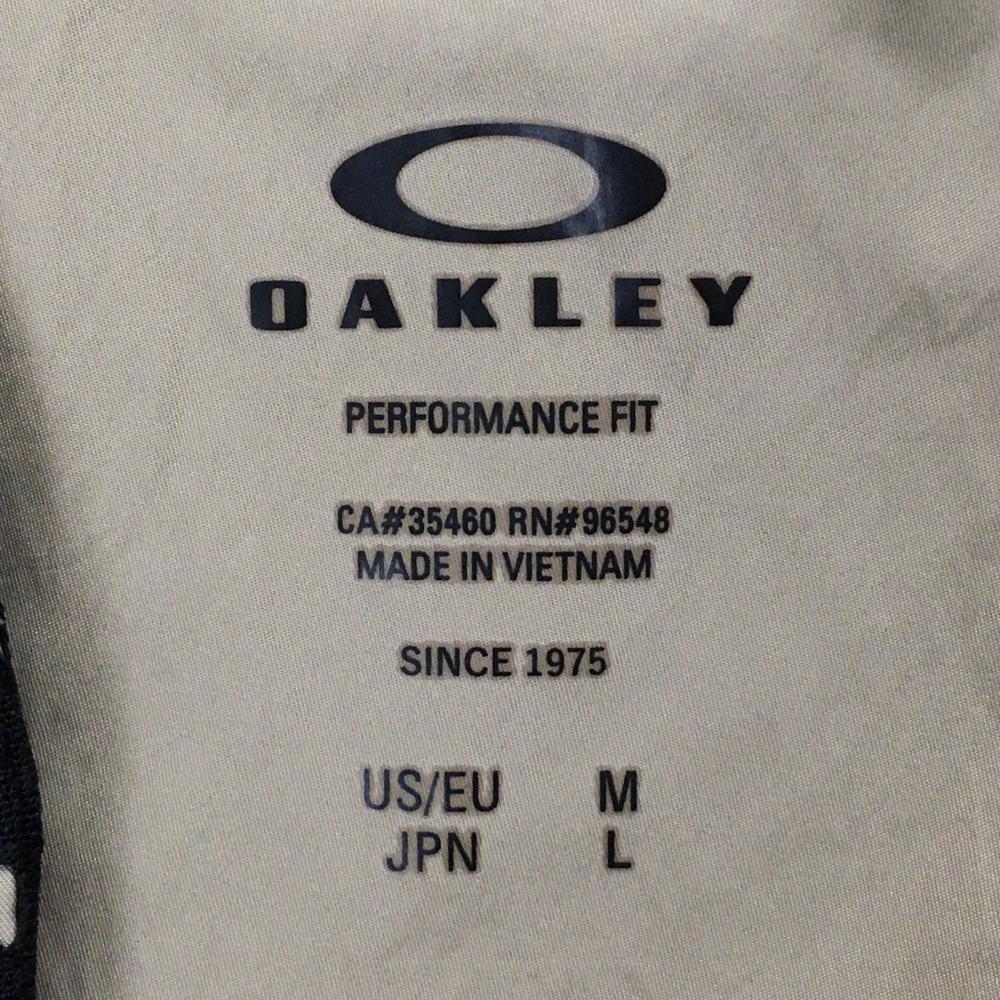 OAKLEY
PERFORMANCE FIT
CA#35460 RN#96548
MADE IN VIETNAM
SINCE 1975
US/EU M
JPN L